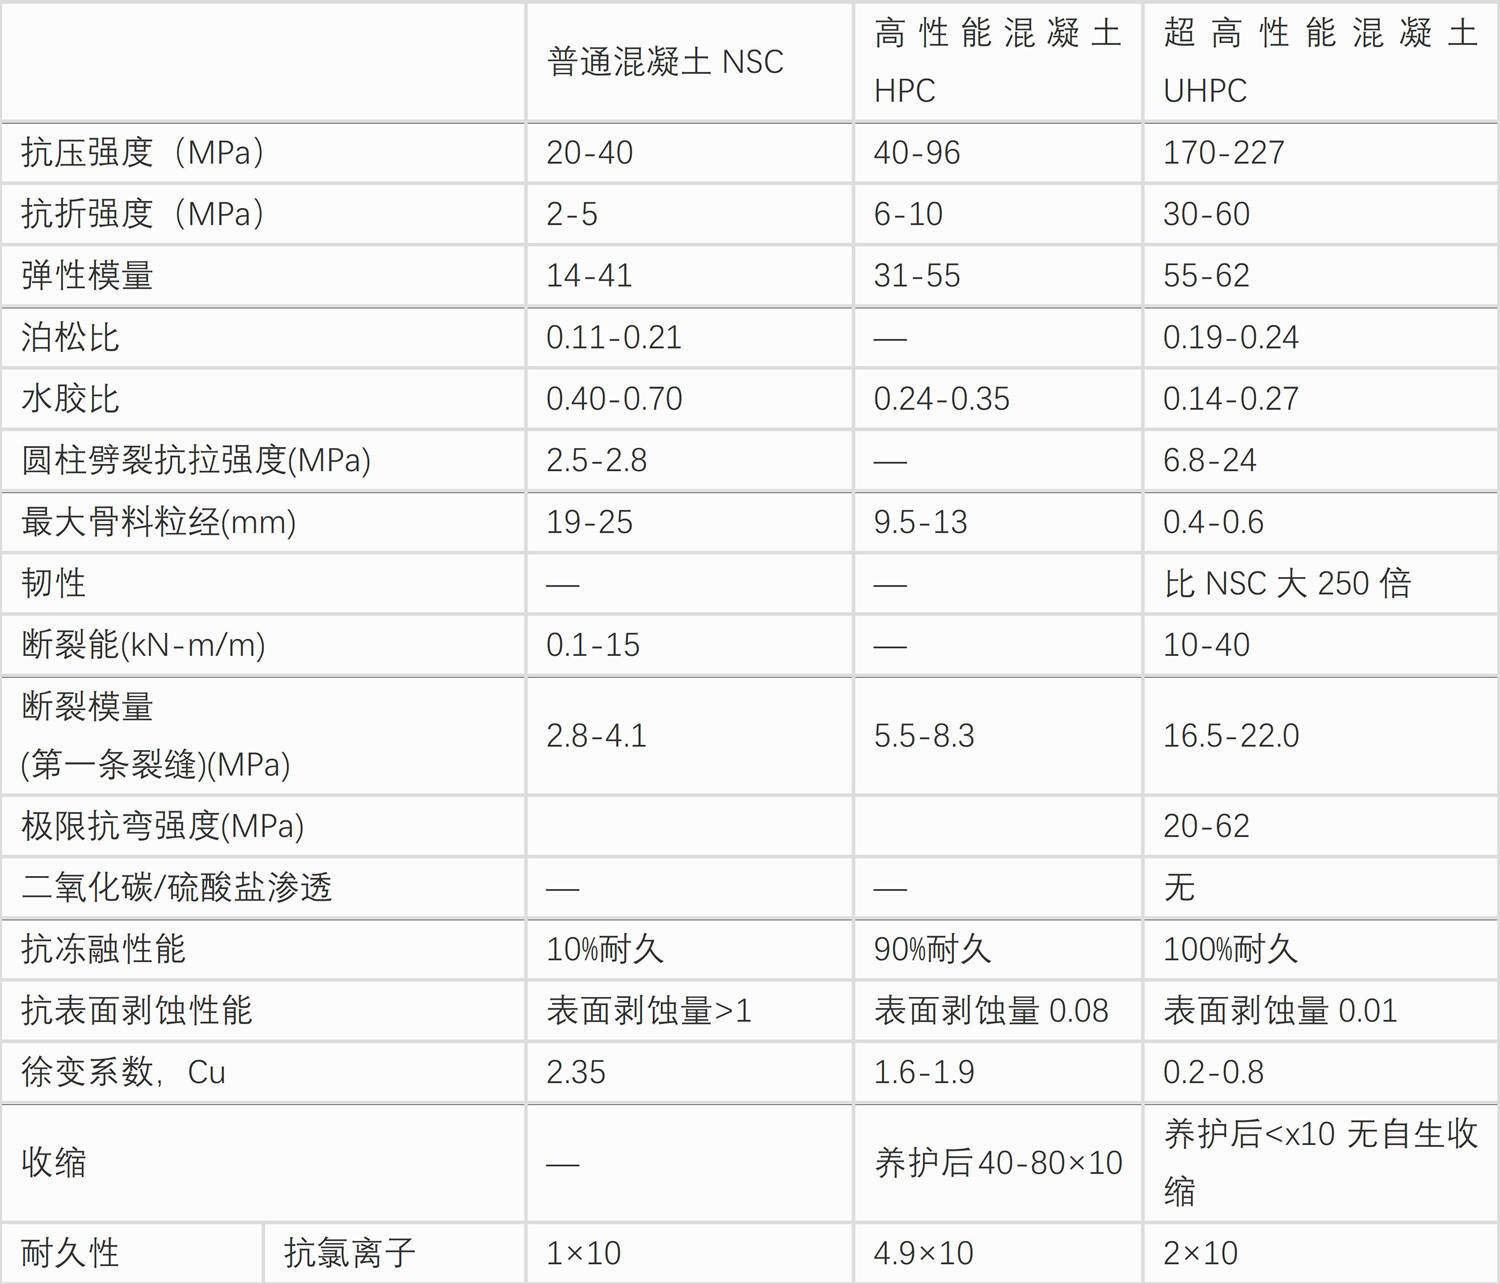 普通混凝土 NSC 高性能混凝土 HPC 超高性能混凝土 UHPC
抗压强度（MPa） 20-40 40-96 170-227
抗折强度（MPa） 2-5 6-10 30-60
弹性模量 14-41 31-55 55-62
泊松比 0.11-0.21 — 0.19-0.24
水胶比 0.40-0.70 0.24-0.35 0.14-0.27
圆柱劈裂抗拉强度(MPa) 2.5-2.8 — 6.8-24
最大骨料粒经(mm) 19-25 9.5-13 0.4-0.6
韧性 — — 比 NSC 大 250 倍
断裂能(kN-m/m) 0.1-15 — 10-40
断裂模量
(第一条裂缝)(MPa) 2.8-4.1 5.5-8.3 16.5-22.0
极限抗弯强度(MPa) 20-62
二氧化碳/硫酸盐渗透 — — 无
抗冻融性能 10%耐久 90%耐久 100%耐久
抗表面剥蚀性能 表面剥蚀量>1 表面剥蚀量 0.08 表面剥蚀量 0.01
徐变系数，Cu 2.35 1.6-1.9 0.2-0.8
收缩 — 养护后 40-80×10 养护后<x10 无自生收
缩
耐久性 抗氯离子 1×10 4.9×10 2×10